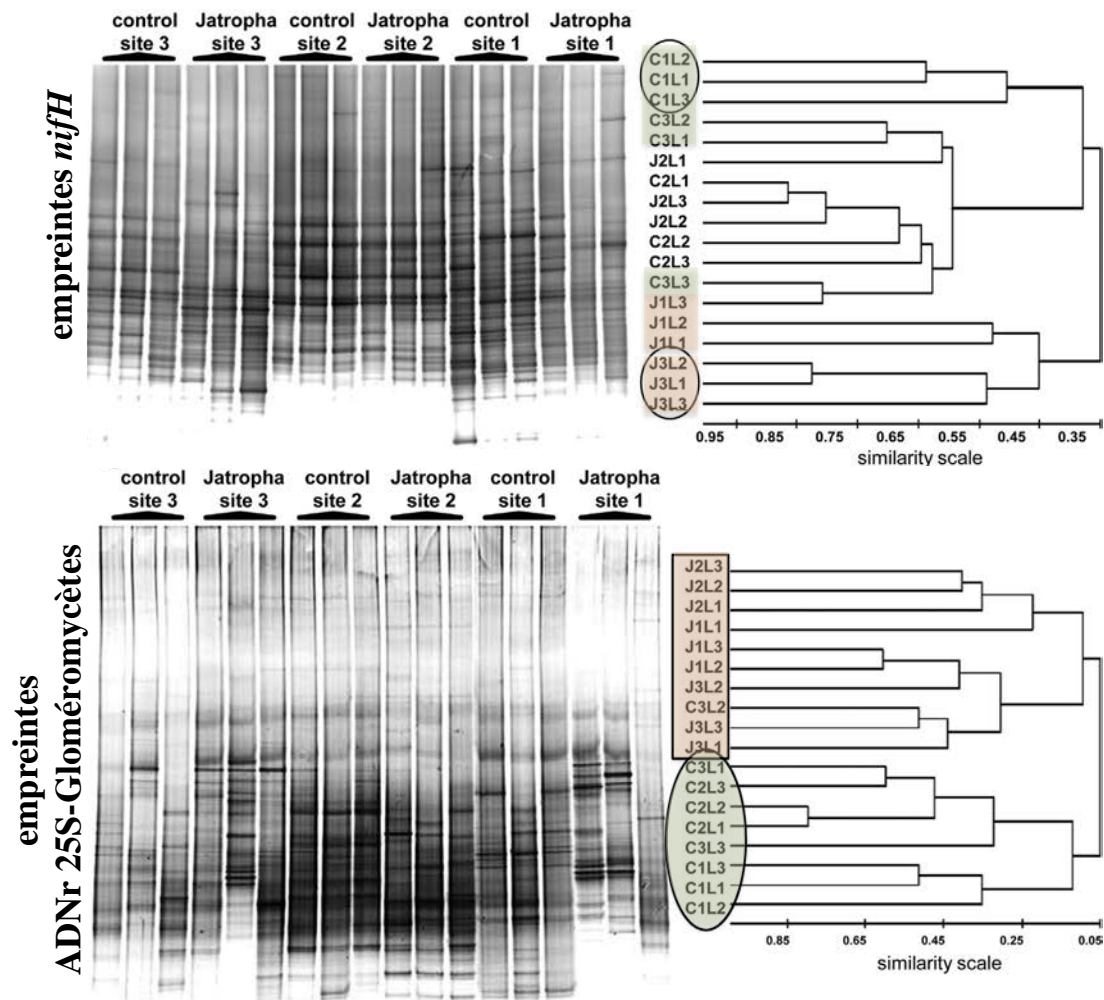 control
site 3
Jatropha
site 3
control
site 2
Jatropha
site 2
control
site 1
Jatropha
site 1
empreintes nifH
C1L2
C1L1
C1L3
C3L2
C3L1
J2L1
C2L1
J2L3
J2L2
C2L2
C2L3
C3L3
J1L3
J1L2
J1L1
J3L2
J3L1
J3L3
0.95 0.85 0.75 0.65 0.55 0.45 0.35
similarity scale
control
site 3
Jatropha
site 3
control
site 2
Jatropha
site 2
control
site 1
Jatropha
site 1
empreintes
ADNr 25S-Gloméromycètes
J2L3
J2L2
J2L1
J1L1
J1L3
J1L2
J3L2
C3L2
J3L3
J3L1
C3L1
C2L3
C2L2
C2L1
C3L3
C1L3
C1L1
C1L2
0.85 0.65 0.45 0.25 0.05
similarity scale